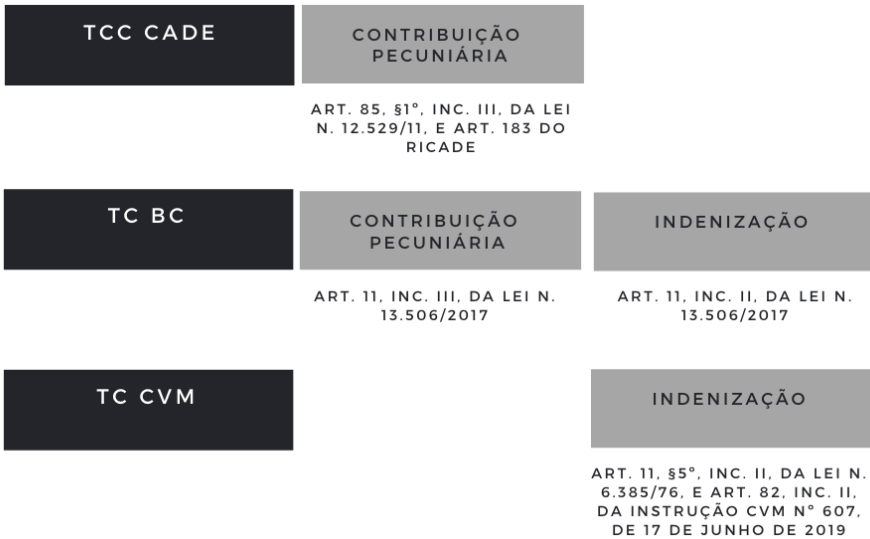 TCC CADE
CONTRIBUIÇÃO
PECUNIÁRIA
ART. 85, §1º, INC. III, DA LEI
N. 12.529/11, E ART. 183 DO
RICADE
TC BC
CONTRIBUIÇÃO
PECUNIÁRIA
ART. 11, INC. III, DA LEI N.
13.506/2017
INDENIZAÇÃO
ART. 11, INC. II, DA LEI N.
13.506/2017
TC CVM
INDENIZAÇÃO
ART. 11, §5º, INC. II, DA LEI N.
6.385/76, E ART. 82, INC. II,
DA INSTRUÇÃO CVM Nº 607,
DE 17 DE JUNHO DE 2019